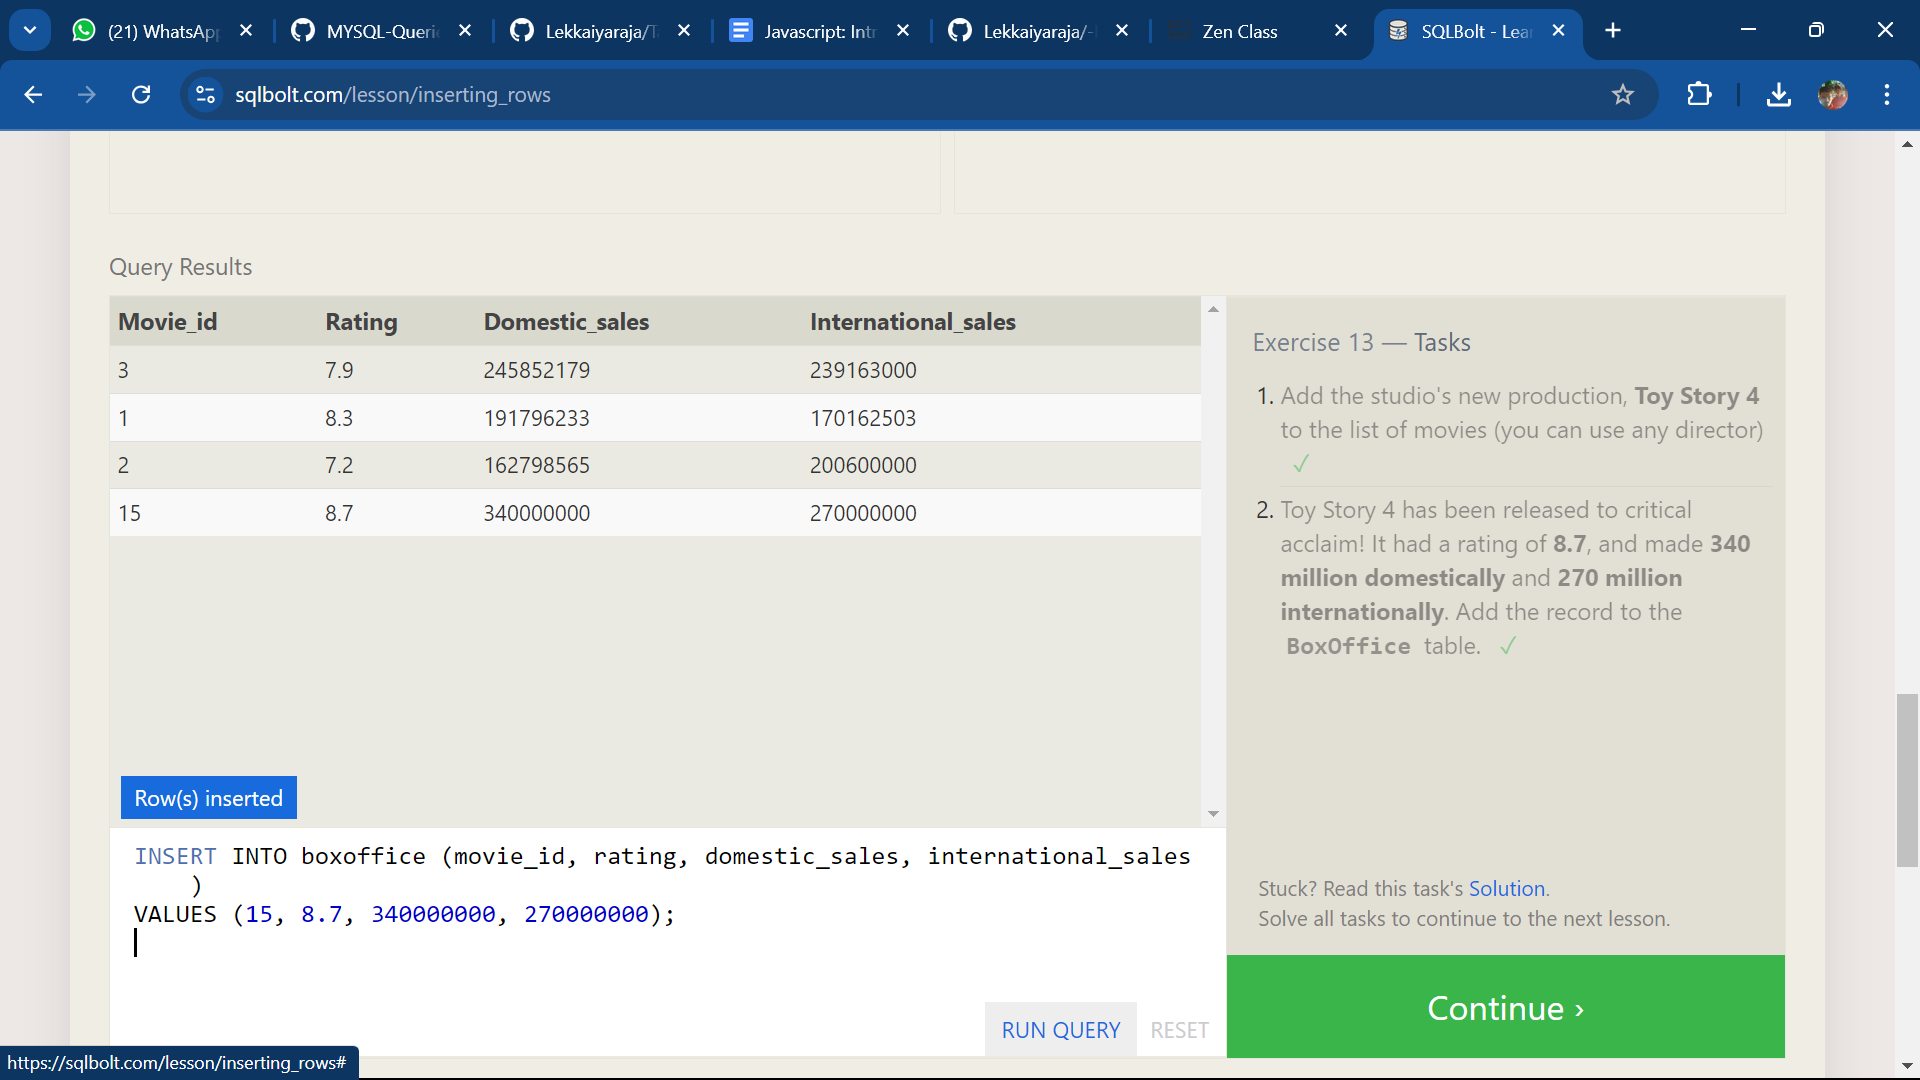 (21) WhatsApp
MYSQL-Queri
Lekkaiyaraja/T
Javascript: Intr
Lekkaiyaraja/-
Zen Class
SQLBolt - Lear
sqlbolt.com/lesson/inserting_rows
Query Results
Movie_id Rating Domestic_sales International_sales
3 7.9 245852179 239163000
1 8.3 191796233 170162503
2 7.2 162798565 200600000
15 8.7 340000000 270000000
Row(s) inserted
INSERT INTO boxoffice (movie_id, rating, domestic_sales, international_sales
)
VALUES (15, 8.7, 340000000, 270000000);
RUN QUERY RESET
Exercise 13 — Tasks
1. Add the studio's new production, Toy Story 4
to the list of movies (you can use any director)
✓
2. Toy Story 4 has been released to critical
acclaim! It had a rating of 8.7, and made 340
million domestically and 270 million
internationally. Add the record to the
BoxOffice table. ✓
Stuck? Read this task's Solution.
Solve all tasks to continue to the next lesson.
Continue ›
https://sqlbolt.com/lesson/inserting_rows#